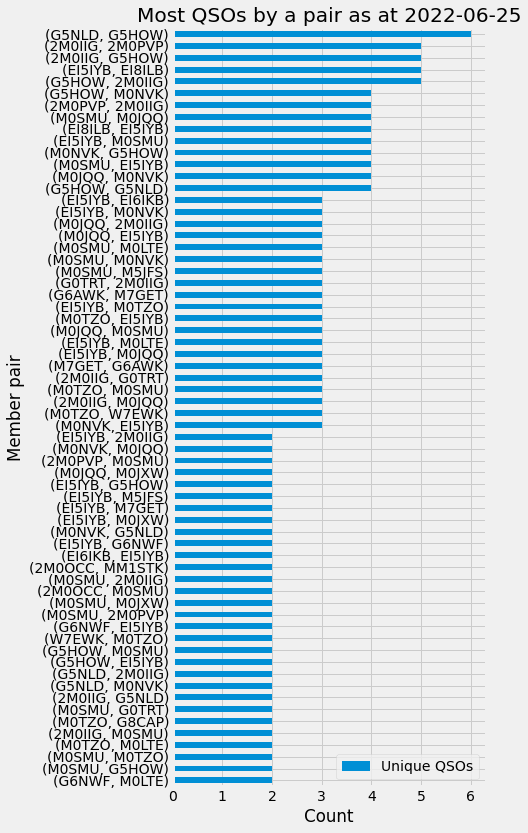 Most QSOs by a pair as at 2022-06-25
(G5NLD, G5HOW)
(2M0IIG, 2M0PVP)
(2M0IIG, G5HOW)
(EI5IYB, EI8ILB)
(G5HOW, 2M0IIG)
(G5HOW, M0NVK)
(2M0PVP, 2M0IIG)
(M0SMU, M0JQQ)
(EI8ILB, EI5IYB)
(EI5IYB, M0SMU)
(M0NVK, G5HOW)
(M0SMU, EI5IYB)
(M0JQQ, M0NVK)
(G5HOW, G5NLD)
(EI5IYB, EI6IKB)
(EI5IYB, M0NVK)
(M0JQQ, 2M0IIG)
(M0JQQ, EI5IYB)
(M0SMU, M0LTE)
(M0SMU, M0NVK)
(M0SMU, M5JFS)
(G0TRT, 2M0IIG)
(G6AWK, M7GET)
(EI5IYB, M0TZO)
(M0TZO, EI5IYB)
(M0JQQ, M0SMU)
(EI5IYB, M0LTE)
(EI5IYB, M0JQQ)
(M7GET, G6AWK)
(2M0IIG, G0TRT)
(M0TZO, M0SMU)
(2M0IIG, M0JQQ)
(M0TZO, W7EWK)
(M0NVK, EI5IYB)
(EI5IYB, 2M0IIG)
(M0NVK, M0JQQ)
(2M0PVP, M0SMU)
(M0JQQ, M0JXW)
(EI5IYB, G5HOW)
(EI5IYB, M5JFS)
(EI5IYB, M7GET)
(EI5IYB, M0JXW)
(M0NVK, G5NLD)
(EI5IYB, G6NWF)
(EI6IKB, EI5IYB)
(2M0OCC, MM1STK)
(M0SMU, 2M0IIG)
(2M0OCC, M0SMU)
(M0SMU, M0JXW)
(M0SMU, 2M0PVP)
(G6NWF, EI5IYB)
(W7EWK, M0TZO)
(G5HOW, M0SMU)
(G5HOW, EI5IYB)
(G5NLD, 2M0IIG)
(G5NLD, M0NVK)
(2M0IIG, G5NLD)
(M0SMU, G0TRT)
(M0TZO, G8CAP)
(2M0IIG, M0SMU)
(M0TZO, M0LTE)
(M0SMU, M0TZO)
(M0SMU, G5HOW)
(G6NWF, M0LTE)
Member pair
Unique QSOs
0 1 2 3 4 5 6
Count